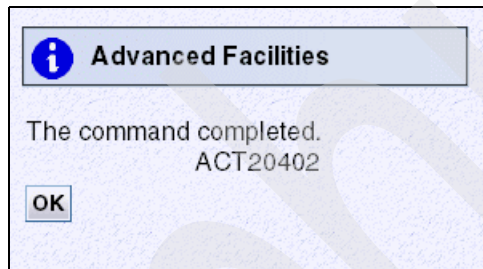 Advanced Facilities
The command completed.
ACT20402
OK